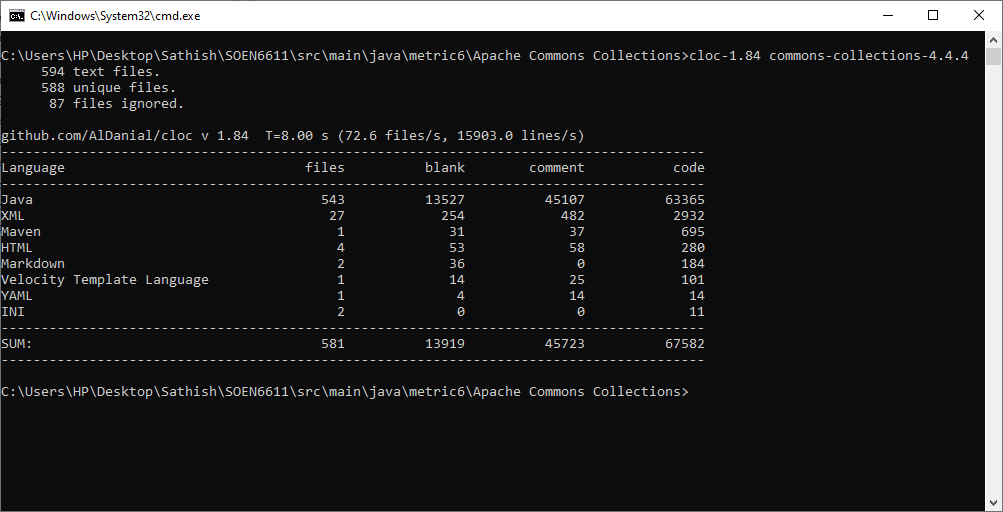 C:\Windows\System32\cmd.exe
C:\Users\HP\Desktop\Sathish\SOEN6611\src\main\java\metric6\Apache Commons Collections>cloc-1.84 commons-collections-4.4.4
     594 text files.
     588 unique files.
      87 files ignored.
github.com/AlDanial/cloc v 1.84  T=8.00 s (72.6 files/s, 15903.0 lines/s)
----------------------------------------------------------------------------------------
Language                              files          blank        comment           code
----------------------------------------------------------------------------------------
Java                                    543          13527          45107          63365
XML                                      27            254            482           2932
Maven                                     1             31             37            695
HTML                                      4             53             58            280
Markdown                                  2             36              0            184
Velocity Template Language                1             14             25            101
YAML                                      1              4             14             14
INI                                       2              0              0             11
----------------------------------------------------------------------------------------
SUM:                                    581          13919          45723          67582
----------------------------------------------------------------------------------------
C:\Users\HP\Desktop\Sathish\SOEN6611\src\main\java\metric6\Apache Commons Collections>